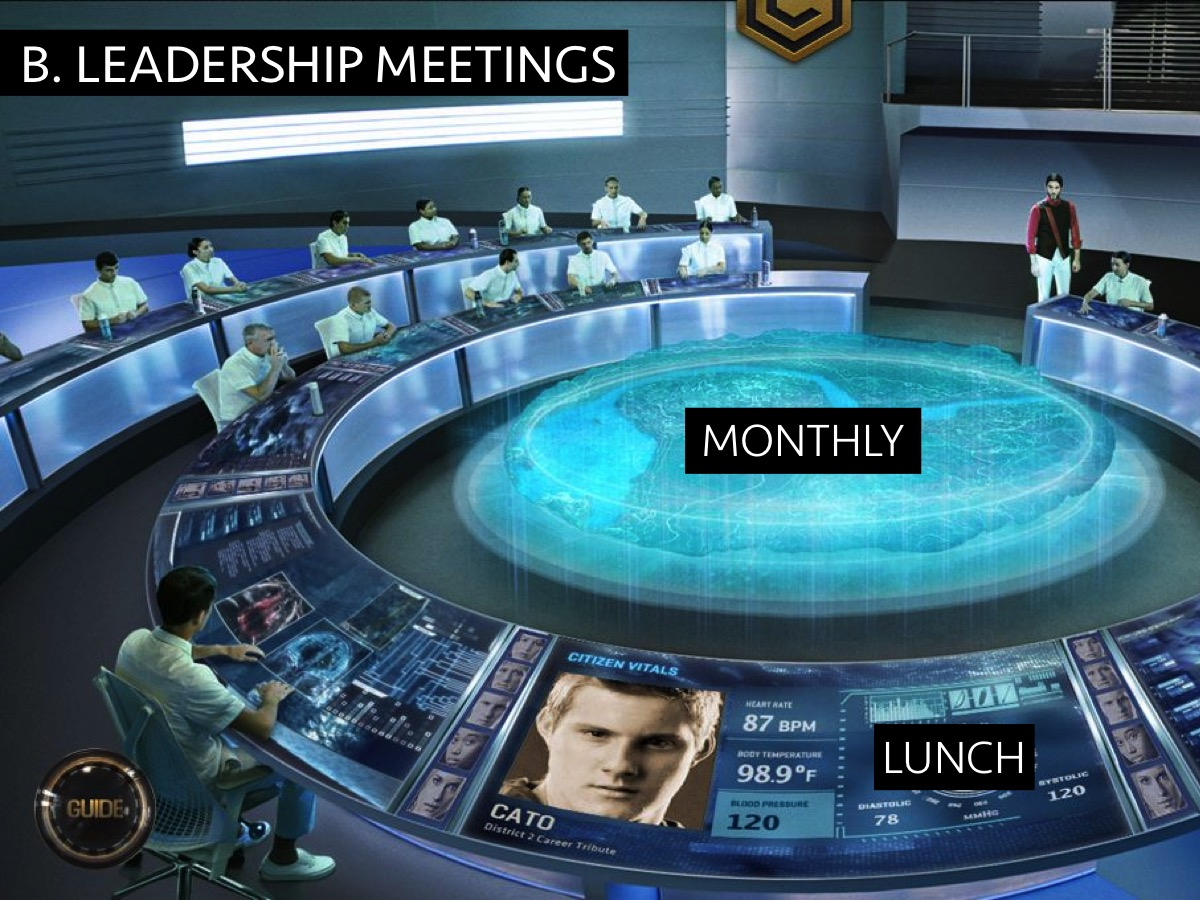 B. LEADERSHIP MEETINGS
MONTHLY
CITIZEN VITALS
HEART RATE
87 BPM
BODY TEMPERATURE
98.9°F
BLOOD PRESSURE
120
LUNCH
DIASTOLIC
78
MMHG
SYSTOLIC
120
CATO
District 2 Career Tribute
GUIDE